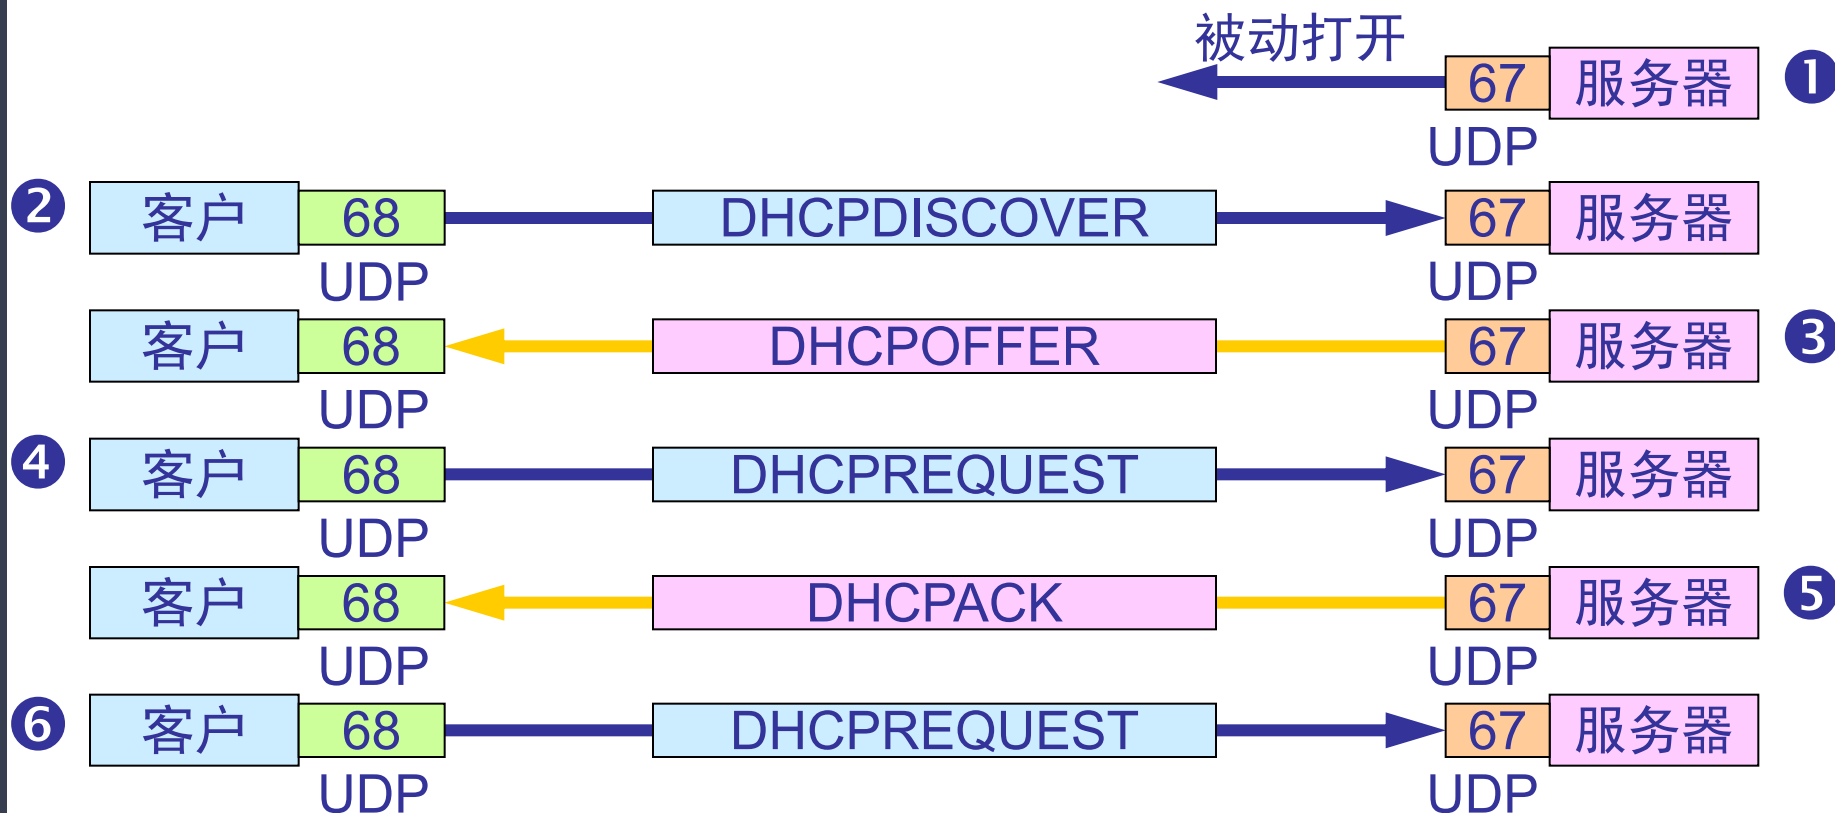 被动打开
67 服务器 ❶
UDP
❷ 客户 68 DHCPDISCOVER 67 服务器
UDP UDP
客户 68 DHCPOFFER 67 服务器 ❸
UDP UDP
❹ 客户 68 DHCPREQUEST 67 服务器
UDP UDP
客户 68 DHCPACK 67 服务器 ❺
UDP UDP
❻ 客户 68 DHCPREQUEST 67 服务器
UDP UDP